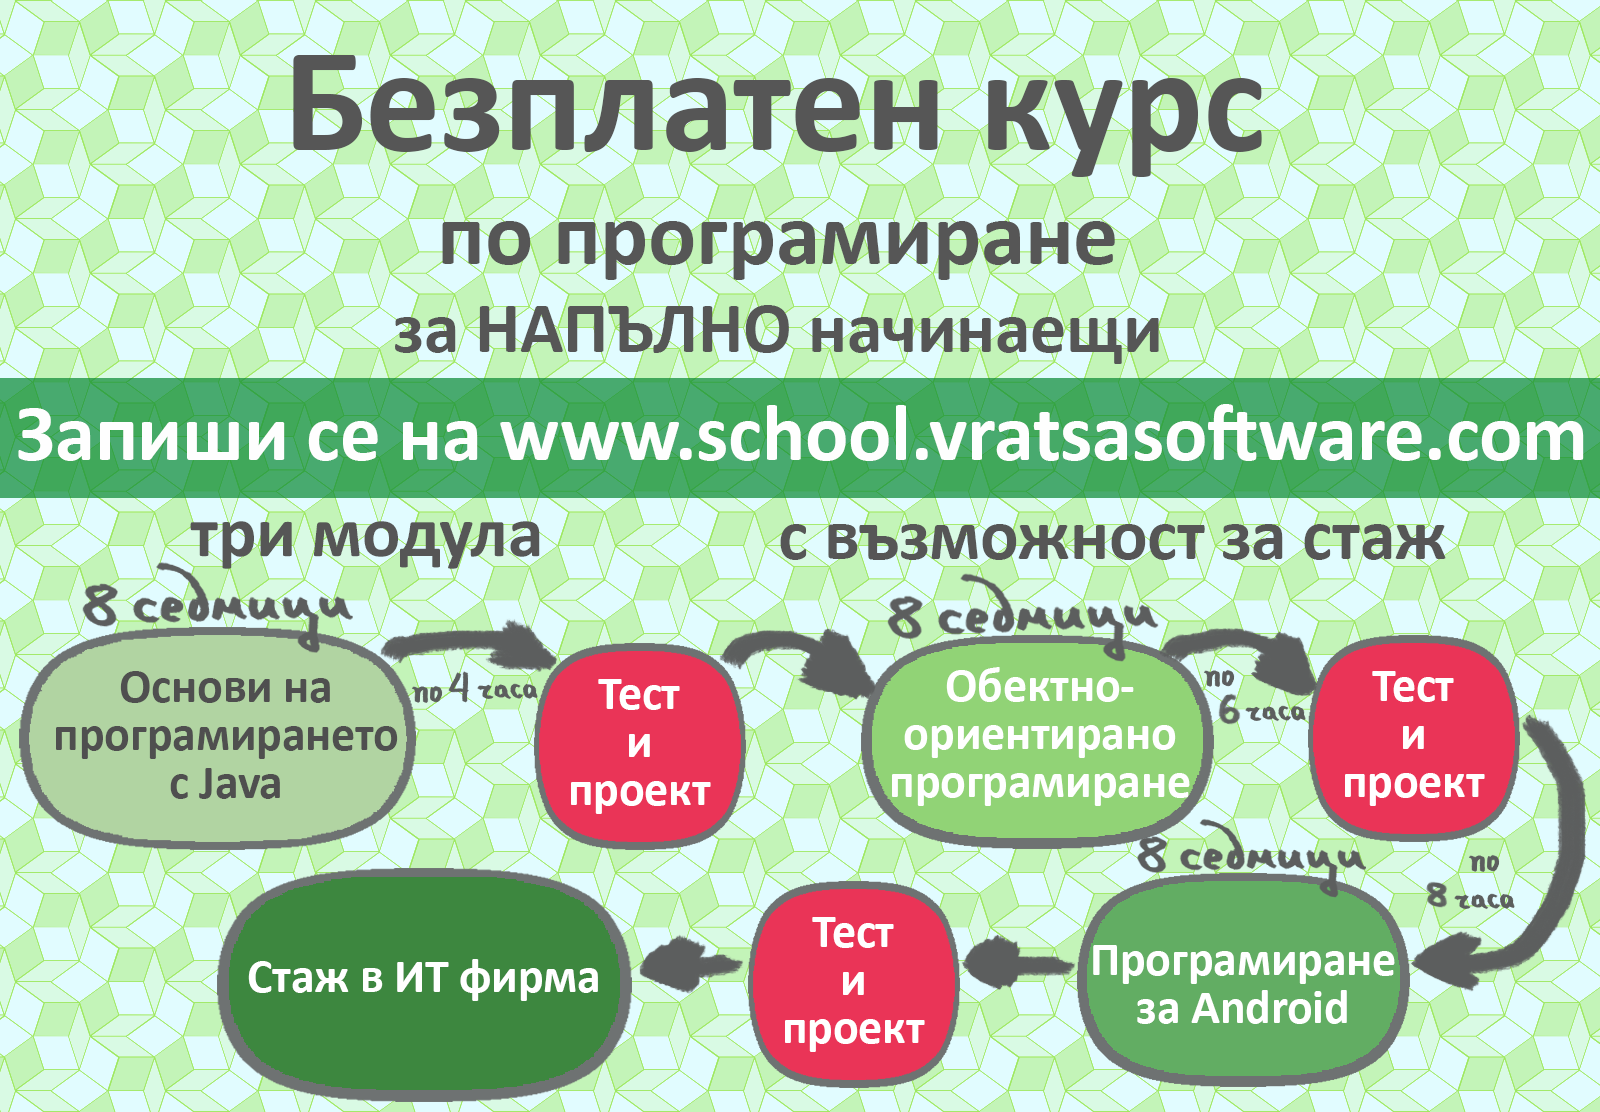 Безплатен курс
по програмиране
за НАПЪЛНО начинаещи
Запиши се на www.school.vratsasoftware.com
три модула
с възможност за стаж
8 седмици
Основи на
програмирането
с Java
по 4 часа
Тест
и
проект
8 седмици
Обектно-
ориентирано
програмиране
по
6 часа
Тест
и
проект
по
8 часа
8 седмици
Програмиране
за Android
Тест
и
проект
Стаж в ИТ фирма